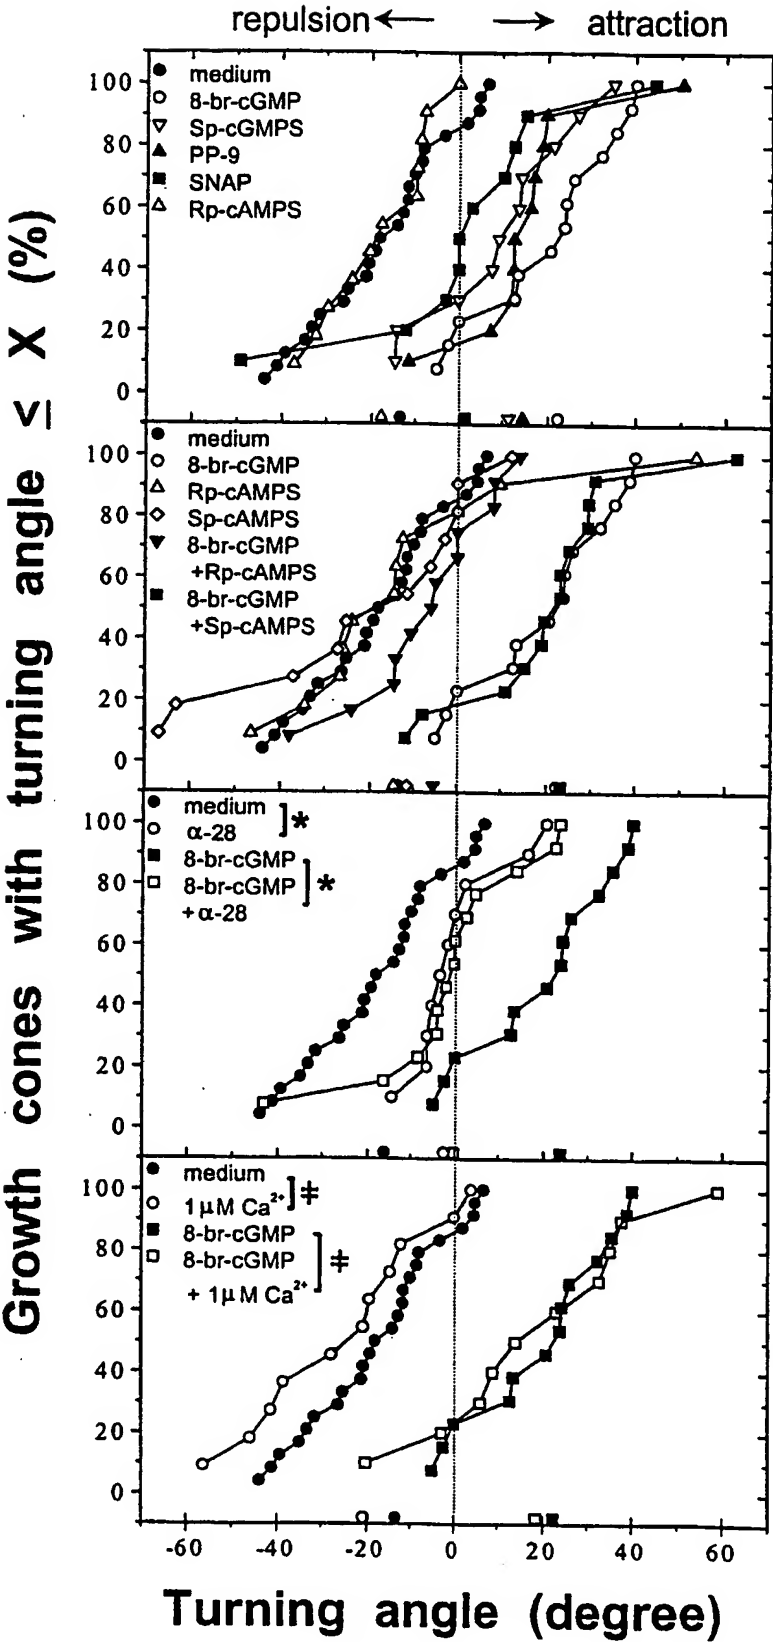 repulsion ← → attraction
Growth cones with turning angle ≤ X (%)
100
80
60
40
20
0
medium
8-br-cGMP
Sp-cGMPS
PP-9
SNAP
Rp-cAMPS
100
80
60
40
20
0
medium
8-br-cGMP
Rp-cAMPS
Sp-cAMPS
8-br-cGMP
+Rp-cAMPS
8-br-cGMP
+Sp-cAMPS
100
80
60
40
20
0
medium
α-28 ]*
8-br-cGMP
8-br-cGMP ]*
+α-28
100
80
60
40
20
0
medium
1μM Ca²⁺ ]‡
8-br-cGMP
8-br-cGMP ]‡
+ 1μM Ca²⁺
-60 -40 -20 0 20 40 60
Turning angle (degree)